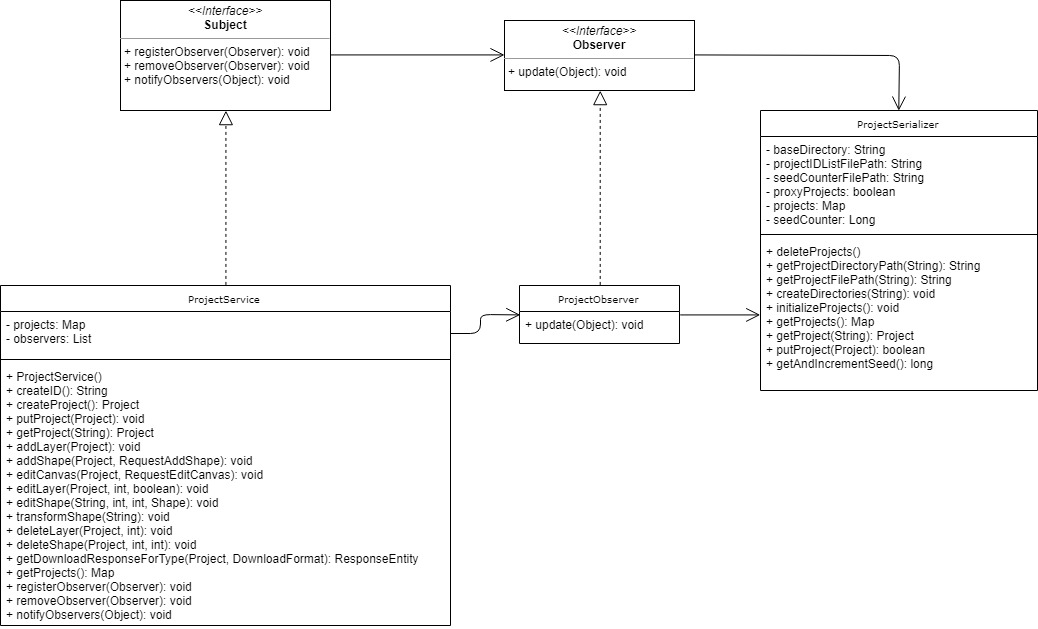 <<Interface>>
Subject
+ registerObserver(Observer): void
+ removeObserver(Observer): void
+ notifyObservers(Object): void
<<Interface>>
Observer
+ update(Object): void
ProjectSerializer
- baseDirectory: String
- projectIDListFilePath: String
- seedCounterFilePath: String
- proxyProjects: boolean
- projects: Map
- seedCounter: Long
+ deleteProjects()
+ getProjectDirectoryPath(String): String
+ getProjectFilePath(String): String
+ createDirectories(String): void
+ initializeProjects(): void
+ getProjects(): Map
+ getProject(String): Project
+ putProject(Project): boolean
+ getAndIncrementSeed(): long
ProjectService
- projects: Map
- observers: List
+ ProjectService()
+ createID(): String
+ createProject(): Project
+ putProject(Project): void
+ getProject(String): Project
+ addLayer(Project): void
+ addShape(Project, RequestAddShape): void
+ editCanvas(Project, RequestEditCanvas): void
+ editLayer(Project, int, boolean): void
+ editShape(String, int, int, Shape): void
+ transformShape(String): void
+ deleteLayer(Project, int): void
+ deleteShape(Project, int, int): void
+ getDownloadResponseForType(Project, DownloadFormat): ResponseEntity
+ getProjects(): Map
+ registerObserver(Observer): void
+ removeObserver(Observer): void
+ notifyObservers(Object): void
ProjectObserver
+ update(Object): void